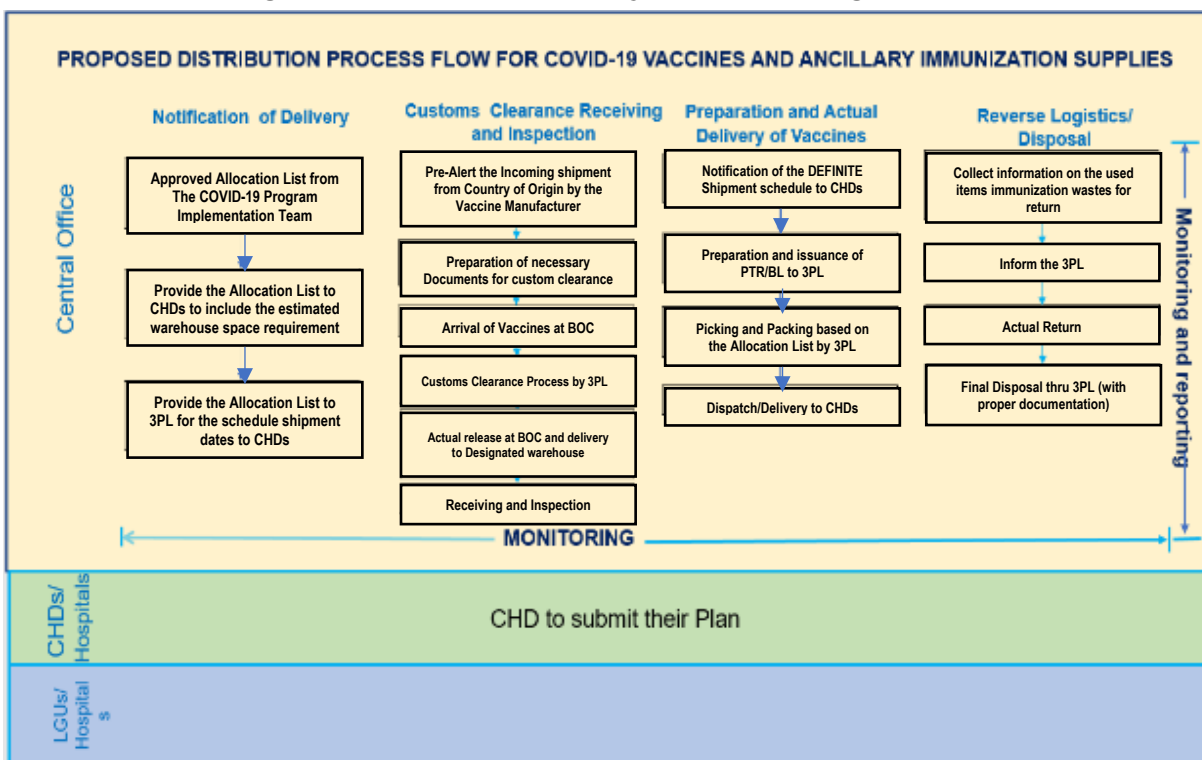 PROPOSED DISTRIBUTION PROCESS FLOW FOR COVID-19 VACCINES AND ANCILLARY IMMUNIZATION SUPPLIES
Central Office
Notification of Delivery
Approved Allocation List from
The COVID-19 Program
Implementation Team
Provide the Allocation List to
CHDs to include the estimated
warehouse space requirement
Provide the Allocation List to
3PL for the schedule shipment
dates to CHDs
Customs Clearance Receiving
and Inspection
Pre-Alert the Incoming shipment
from Country of Origin by the
Vaccine Manufacturer
Preparation of necessary
Documents for custom clearance
Arrival of Vaccines at BOC
Customs Clearance Process by 3PL
Actual release at BOC and delivery
to Designated warehouse
Receiving and Inspection
Preparation and Actual
Delivery of Vaccines
Notification of the DEFINITE
Shipment schedule to CHDs
Preparation and issuance of
PTR/BL to 3PL
Picking and Packing based on
the Allocation List by 3PL
Dispatch/Delivery to CHDs
Reverse Logistics/
Disposal
Collect information on the used
items immunization wastes for
return
Inform the 3PL
Actual Return
Final Disposal thru 3PL (with
proper documentation)
Monitoring and reporting
MONITORING
CHDs/
Hospitals
CHD to submit their Plan
LGUs/
Hospital
s